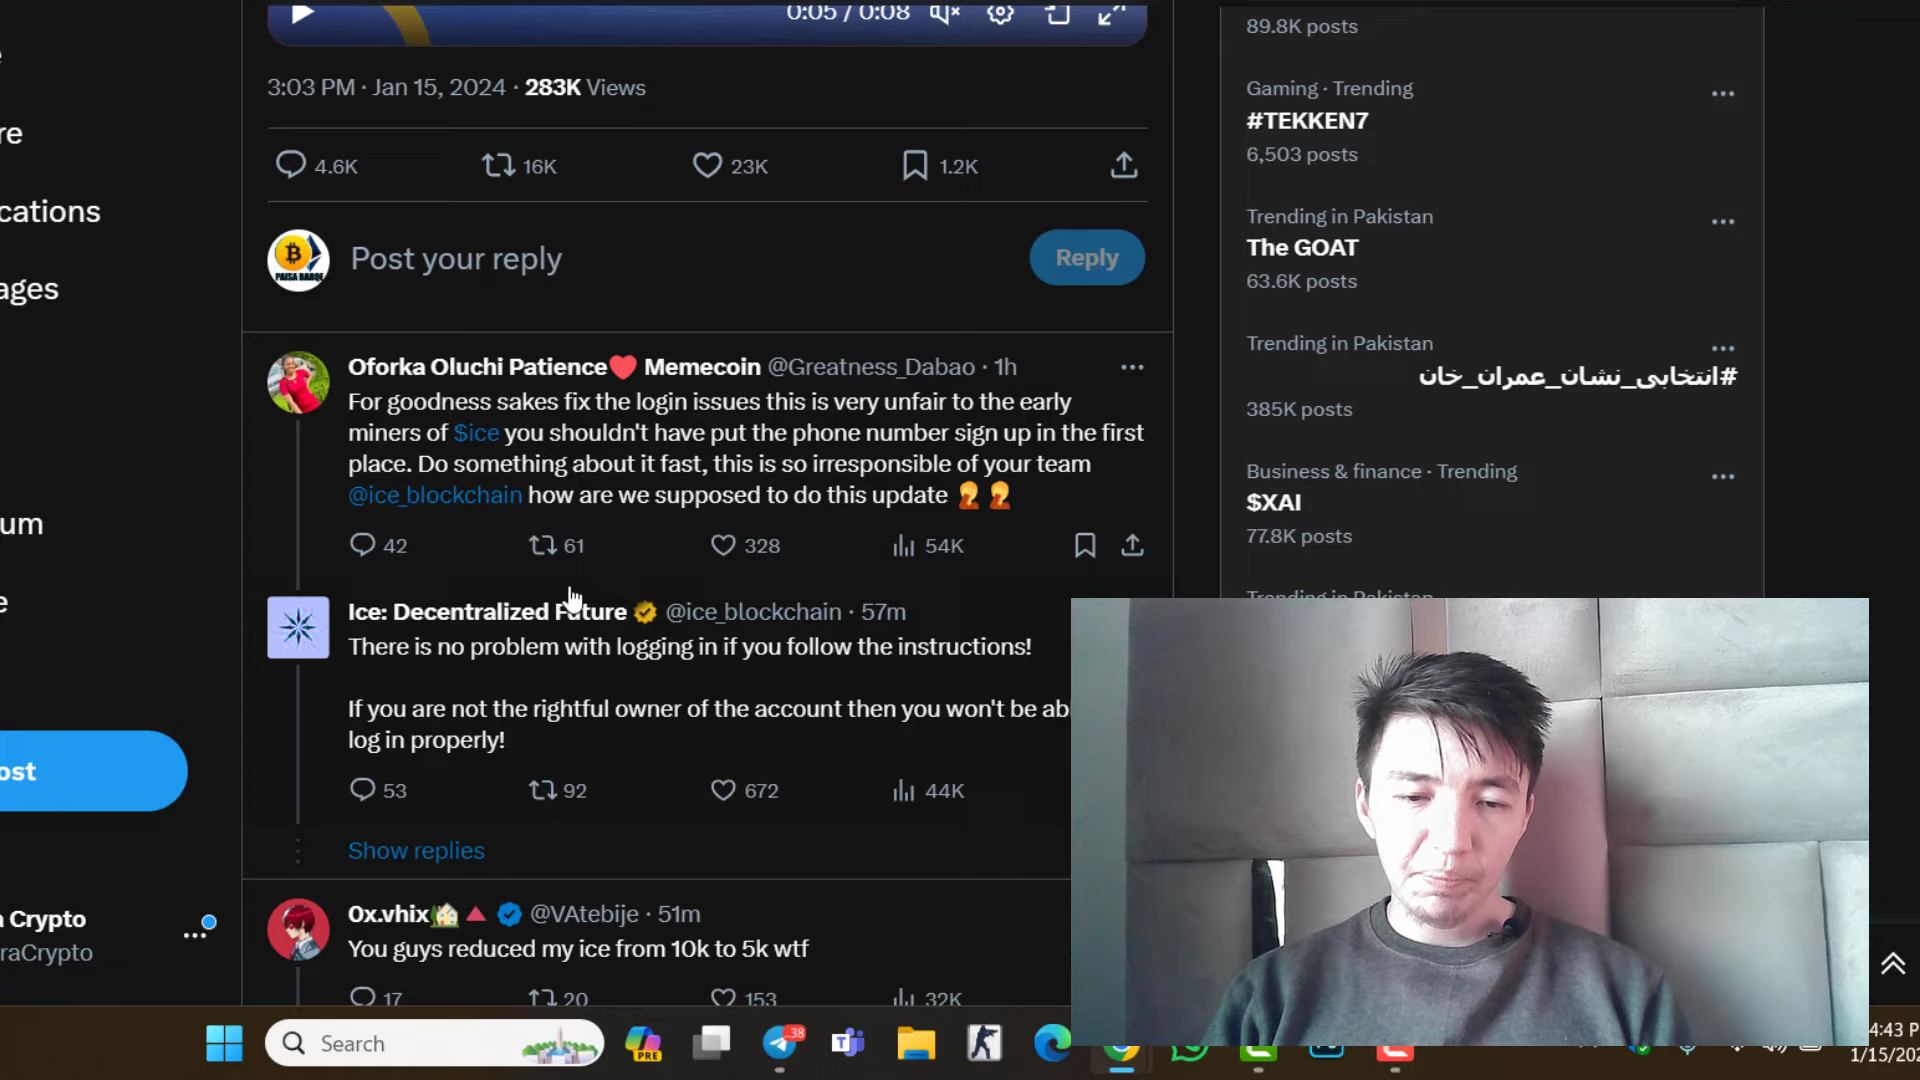 0:05 / 0:08
3:03 PM · Jan 15, 2024 · 283K Views
4.6K 16K 23K 1.2K
PAISA BARQE
Post your reply
Reply
Oforka Oluchi Patience❤️ Memecoin @Greatness_Dabao · 1h
For goodness sakes fix the login issues this is very unfair to the early
miners of $ice you shouldn't have put the phone number sign up in the first
place. Do something about it fast, this is so irresponsible of your team
@ice_blockchain how are we supposed to do this update 🤦 🤦
42 61 328 54K
Ice: Decentralized Future @ice_blockchain · 57m
There is no problem with logging in if you follow the instructions!
If you are not the rightful owner of the account then you won't be ab
log in properly!
53 92 672 44K
Show replies
0x.vhix🏡🔺 @VAtebije · 51m
You guys reduced my ice from 10k to 5k wtf
17 20 153 32K
89.8K posts
Gaming · Trending
#TEKKEN7
6,503 posts
Trending in Pakistan
The GOAT
63.6K posts
Trending in Pakistan
#انتخابی_نشان_عمران_خان
385K posts
Business & finance · Trending
$XAI
77.8K posts
Trending in Pakistan
re
cations
ages
um
e
ost
a Crypto
raCrypto
Search
PRE
38
4:43 P
1/15/202